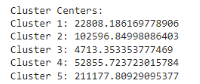 Cluster Centers:
Cluster 1: 22808.186169778906
Cluster 2: 102596.84998086403
Cluster 3: 4713.353353777469
Cluster 4: 52855.723723015784
Cluster 5: 211177.80929095377